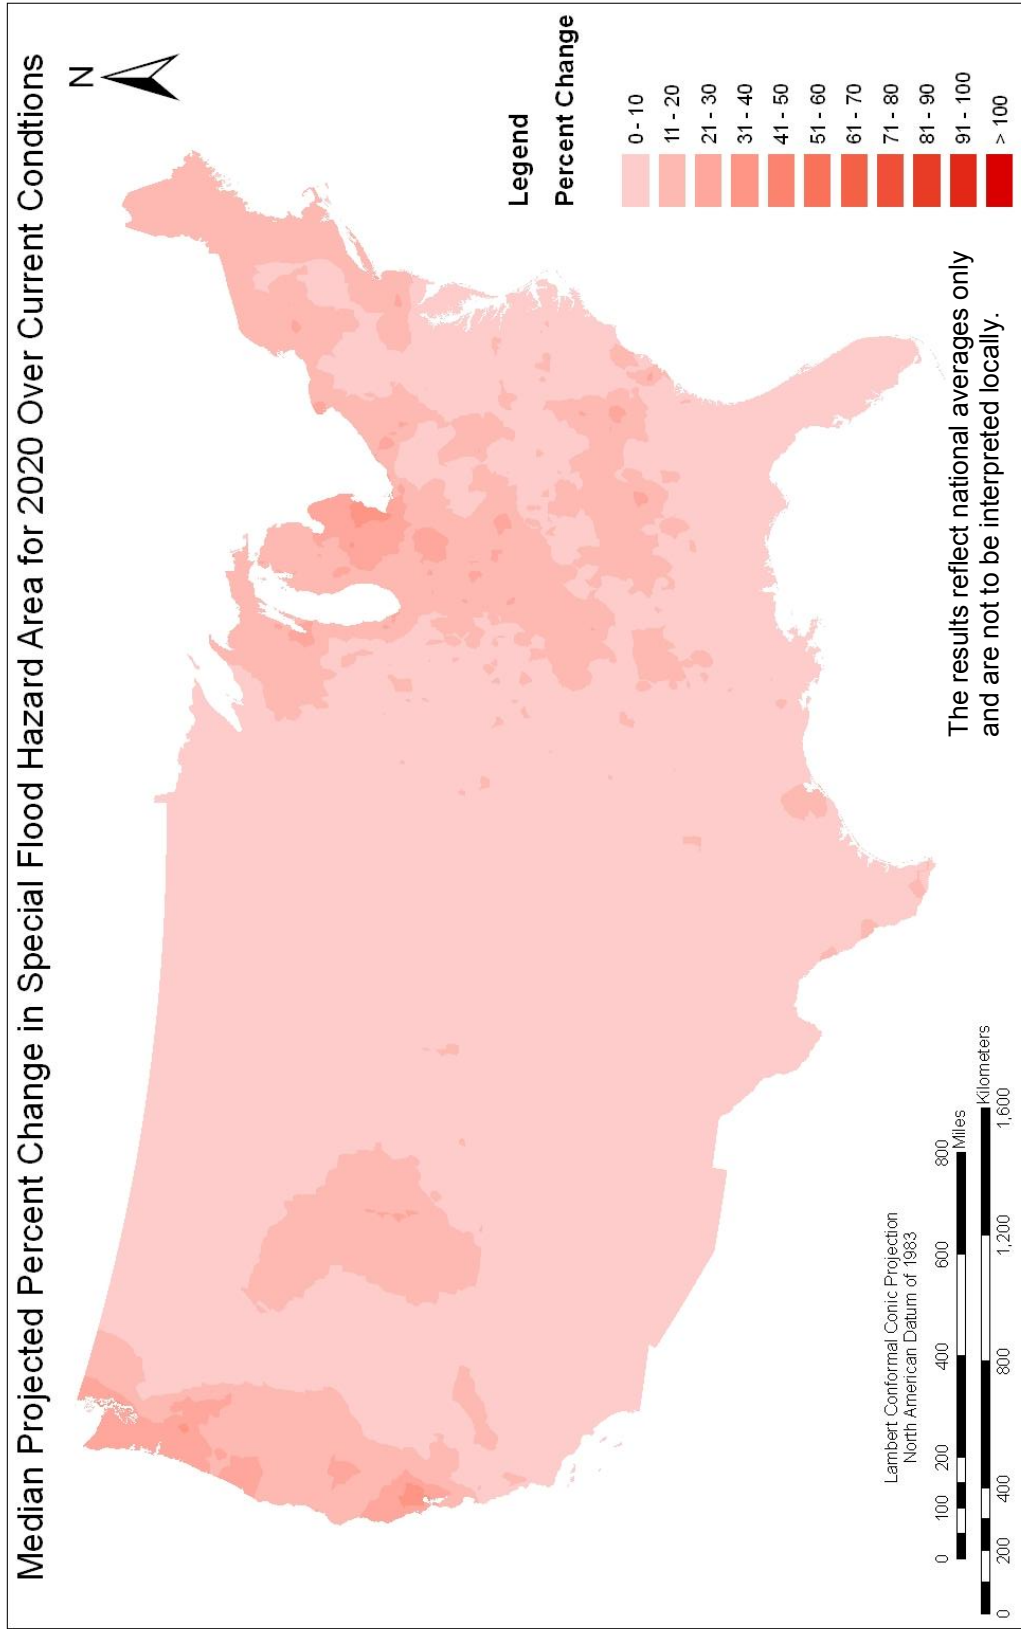 Median Projected Percent Change in Special Flood Hazard Area for 2020 Over Current Condtions
N
Legend
Percent Change
0 - 10
11 - 20
21 - 30
31 - 40
41 - 50
51 - 60
61 - 70
71 - 80
81 - 90
91 - 100
> 100
The results reflect national averages only
and are not to be interpreted locally.
Lambert Conformal Conic Projection
North American Datum of 1983
0 100 200 400 600 800
Miles
Kilometers
0 200 400 800 1,200 1,600